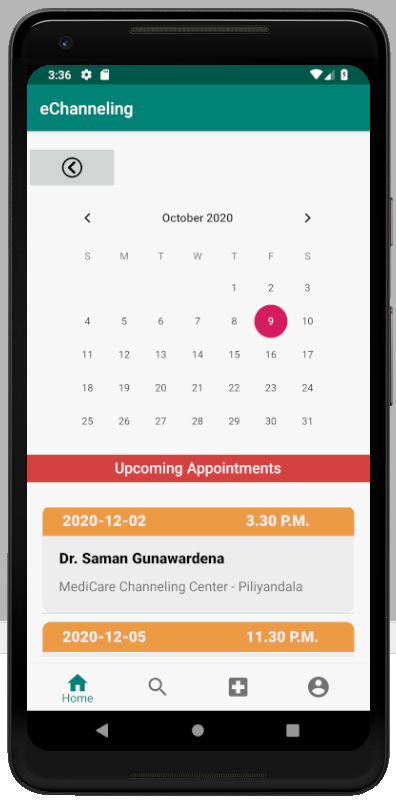 3:36
eChanneling
October 2020
S M T W T F S
1 2 3
4 5 6 7 8 9 10
11 12 13 14 15 16 17
18 19 20 21 22 23 24
25 26 27 28 29 30 31
Upcoming Appointments
2020-12-02 3.30 P.M.
Dr. Saman Gunawardena
MediCare Channeling Center - Piliyandala
2020-12-05 11.30 P.M.
Home